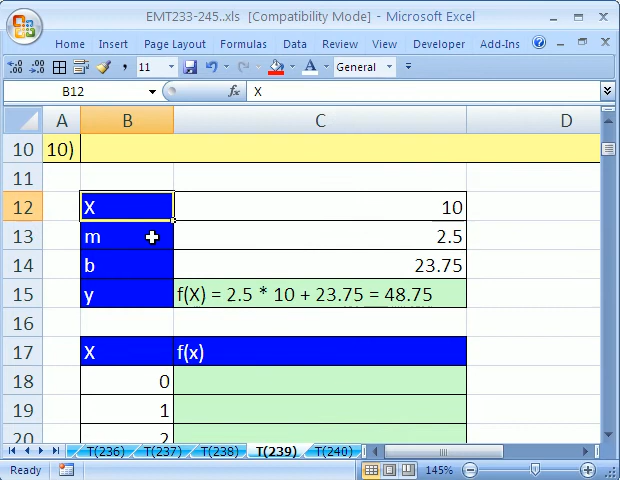 EMT233-245..xls [Compatibility Mode] - Microsoft Excel
Home Insert Page Layout Formulas Data Review View Developer Add-Ins
11 General
B12 fx X
A B C D
10 10)
11
12 X 10
13 m 2.5
14 b 23.75
15 y f(X) = 2.5 * 10 + 23.75 = 48.75
16
17 X f(x)
18 0
19 1
20 2
T(236) T(237) T(238) T(239) T(240)
Ready 145%